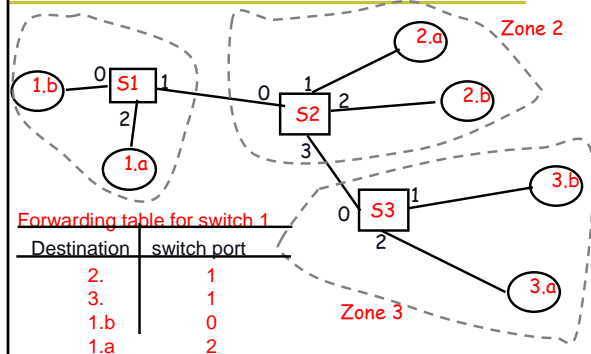 Zone 2
2.a
0 S1 1
1.b
1
0 S2 2
2.b
2
3
1.a
3.b
1
0 S3
2
Forwarding table for switch 1
Destination switch port
2. 1
3. 1
1.b 0
1.a 2
3.a
Zone 3